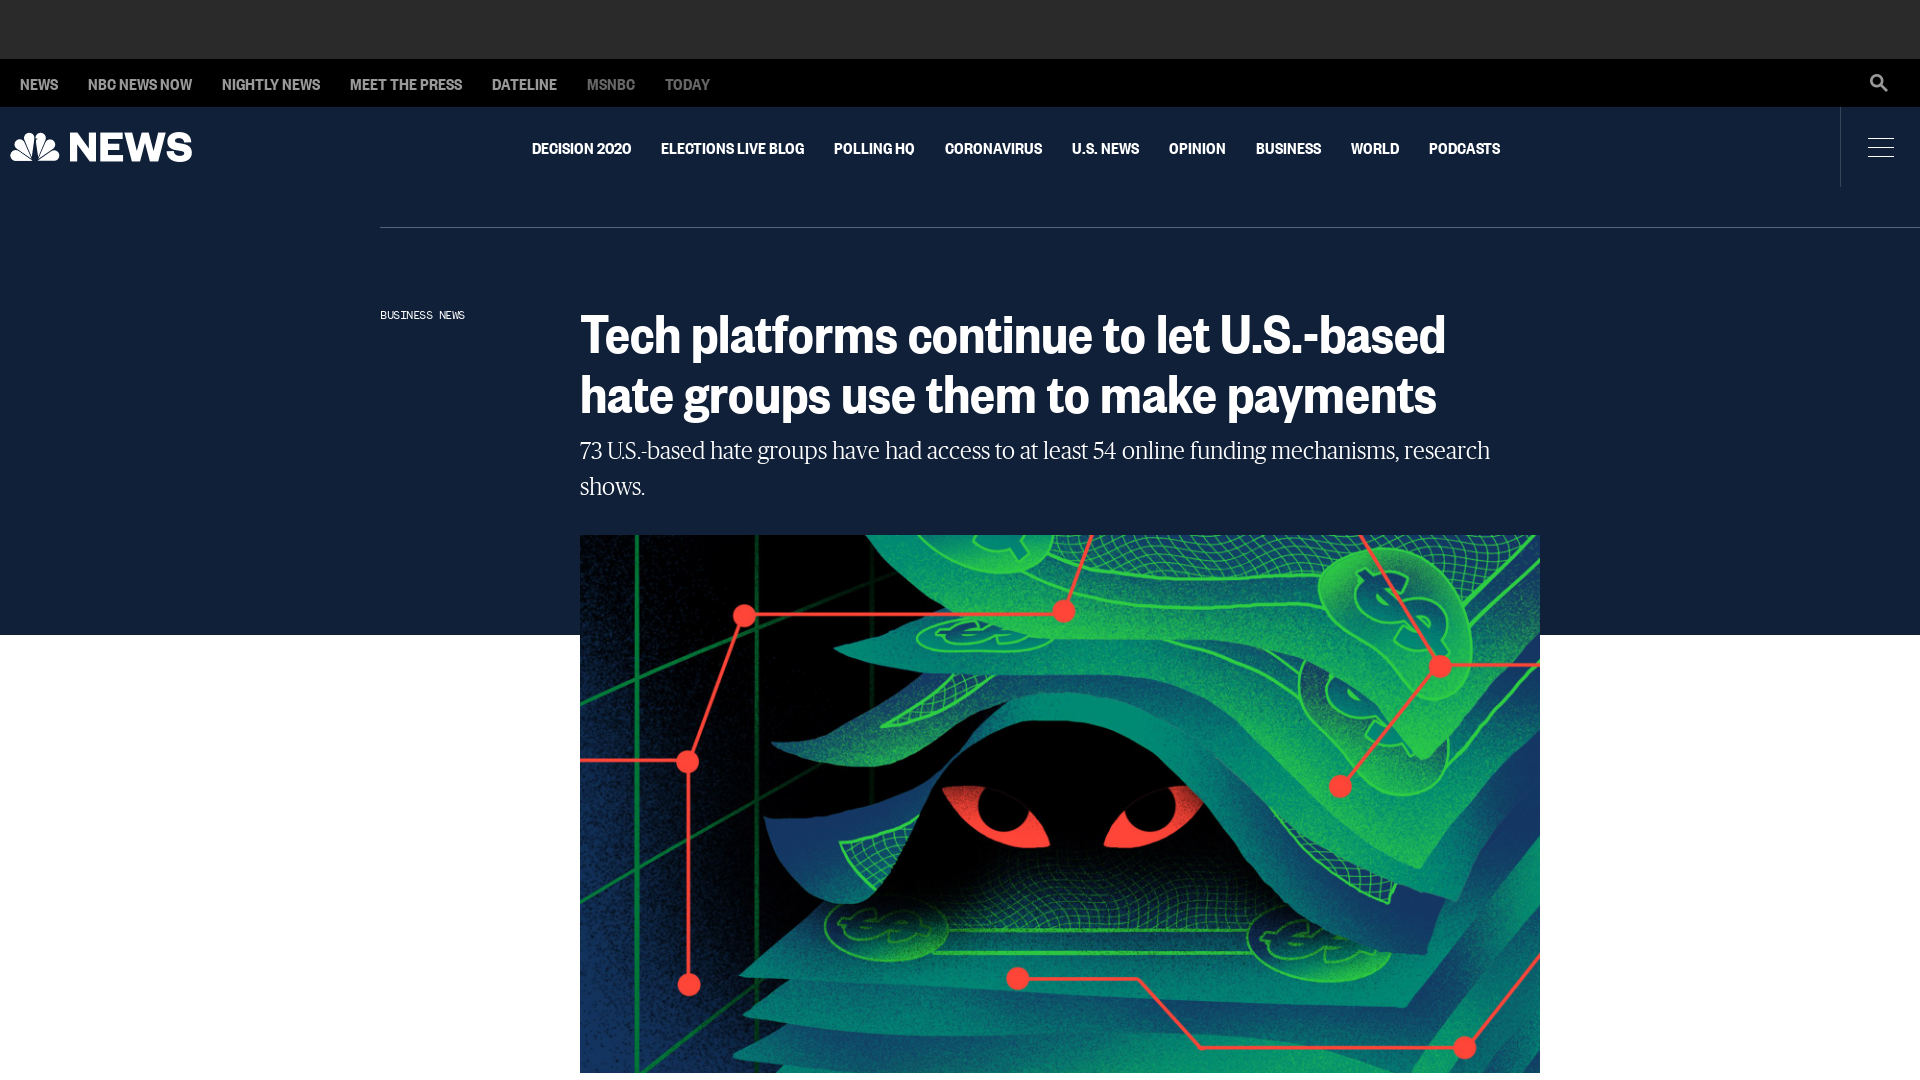 NEWS NBC NEWS NOW NIGHTLY NEWS MEET THE PRESS DATELINE MSNBC TODAY
NEWS DECISION 2020 ELECTIONS LIVE BLOG POLLING HQ CORONAVIRUS U.S. NEWS OPINION BUSINESS WORLD PODCASTS
BUSINESS NEWS
Tech platforms continue to let U.S.-based
hate groups use them to make payments
73 U.S.-based hate groups have had access to at least 54 online funding mechanisms, research
shows.